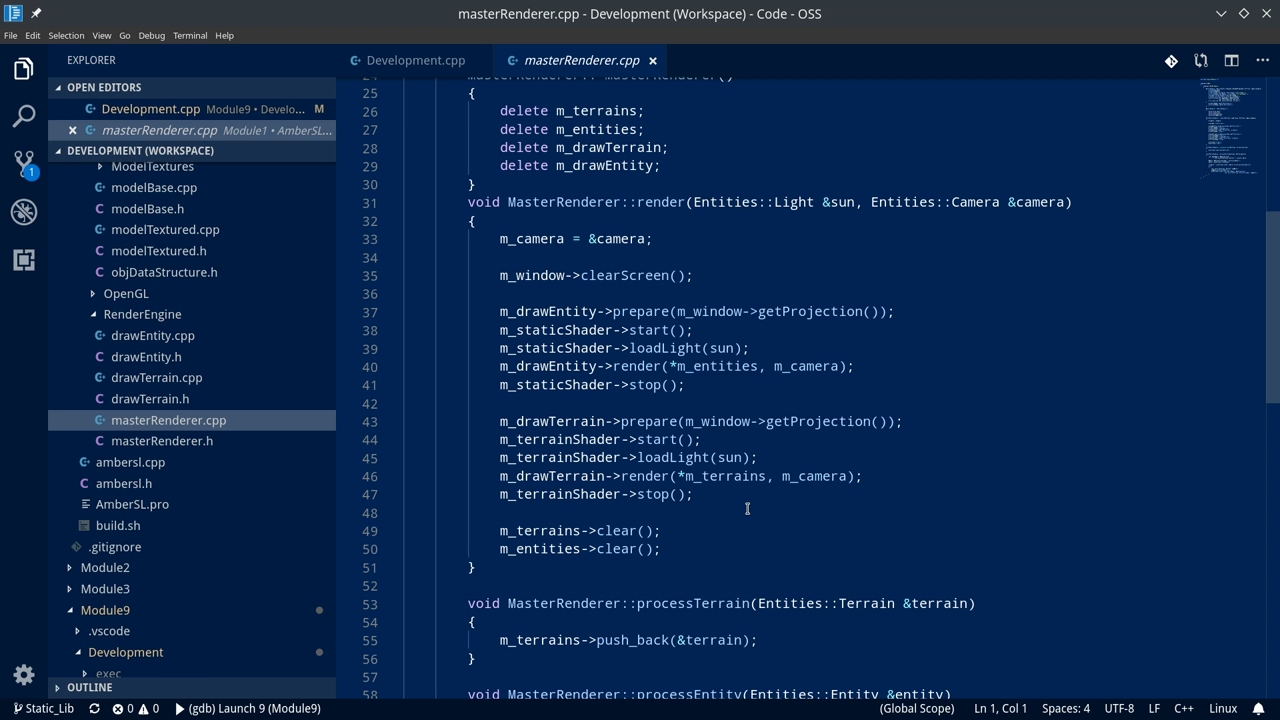 masterRenderer.cpp - Development (Workspace) - Code - OSS
File Edit Selection View Go Debug Terminal Help
EXPLORER
OPEN EDITORS
Development.cpp Module9 • Develo... M
masterRenderer.cpp Module1 • AmberSL...
DEVELOPMENT (WORKSPACE)
ModelTextures
modelBase.cpp
modelBase.h
modelTextured.cpp
modelTextured.h
objDataStructure.h
OpenGL
RenderEngine
drawEntity.cpp
drawEntity.h
drawTerrain.cpp
drawTerrain.h
masterRenderer.cpp
masterRenderer.h
ambersl.cpp
ambersl.h
AmberSL.pro
build.sh
.gitignore
Module2
Module3
Module9
.vscode
Development
exec
OUTLINE
1
Development.cpp masterRenderer.cpp
24 MasterRenderer::~MasterRenderer()
25 {
26 delete m_terrains;
27 delete m_entities;
28 delete m_drawTerrain;
29 delete m_drawEntity;
30 }
31 void MasterRenderer::render(Entities::Light &sun, Entities::Camera &camera)
32 {
33 m_camera = &camera;
34
35 m_window->clearScreen();
36
37 m_drawEntity->prepare(m_window->getProjection());
38 m_staticShader->start();
39 m_staticShader->loadLight(sun);
40 m_drawEntity->render(*m_entities, m_camera);
41 m_staticShader->stop();
42
43 m_drawTerrain->prepare(m_window->getProjection());
44 m_terrainShader->start();
45 m_terrainShader->loadLight(sun);
46 m_drawTerrain->render(*m_terrains, m_camera);
47 m_terrainShader->stop();
48
49 m_terrains->clear();
50 m_entities->clear();
51 }
52
53 void MasterRenderer::processTerrain(Entities::Terrain &terrain)
54 {
55 m_terrains->push_back(&terrain);
56 }
57
58 void MasterRenderer::processEntity(Entities::Entity &entity)
Static_Lib 0 0 (gdb) Launch 9 (Module9) (Global Scope) Ln 1, Col 1 Spaces: 4 UTF-8 LF C++ Linux